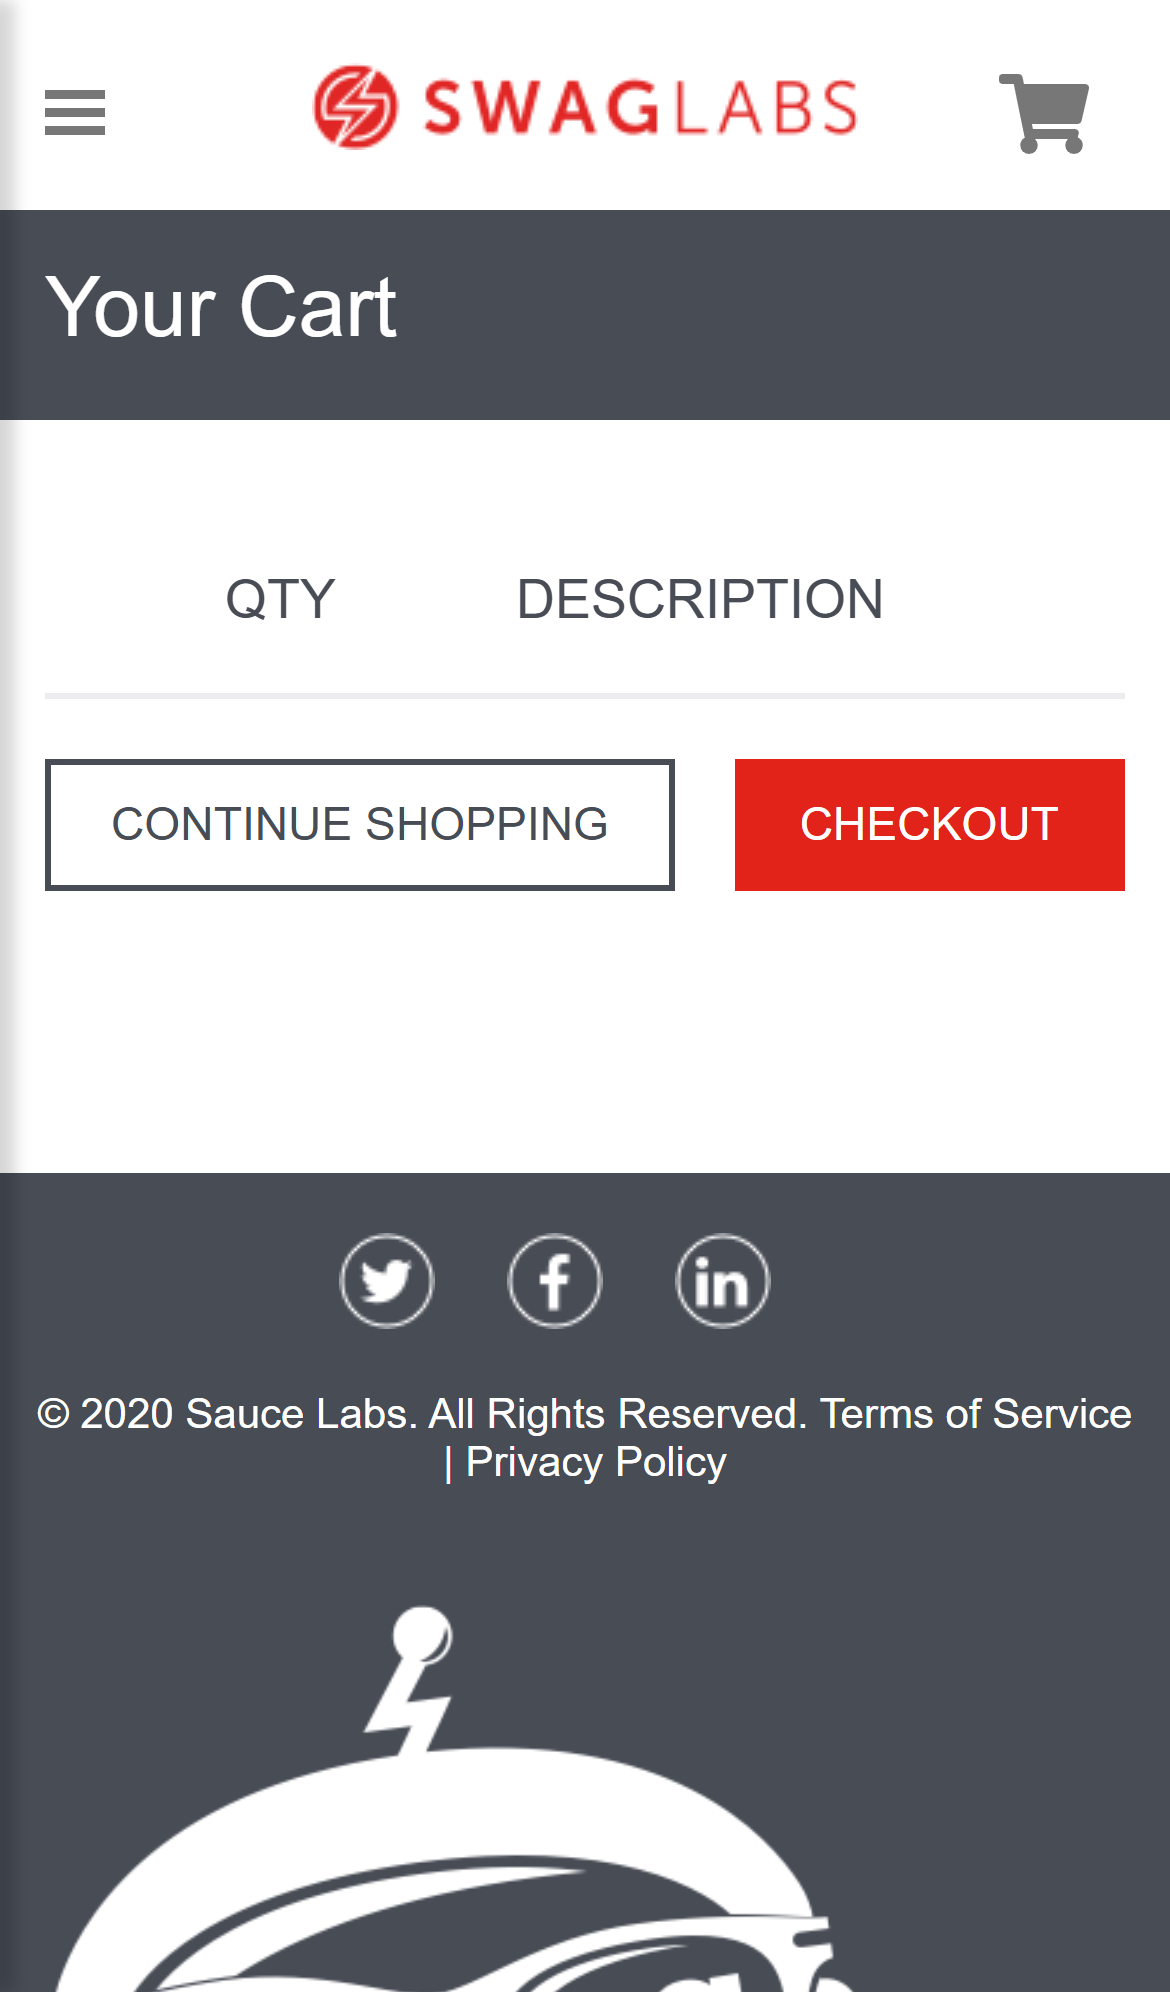 SWAGLABS
Your Cart
QTY DESCRIPTION
CONTINUE SHOPPING CHECKOUT
© 2020 Sauce Labs. All Rights Reserved. Terms of Service
| Privacy Policy